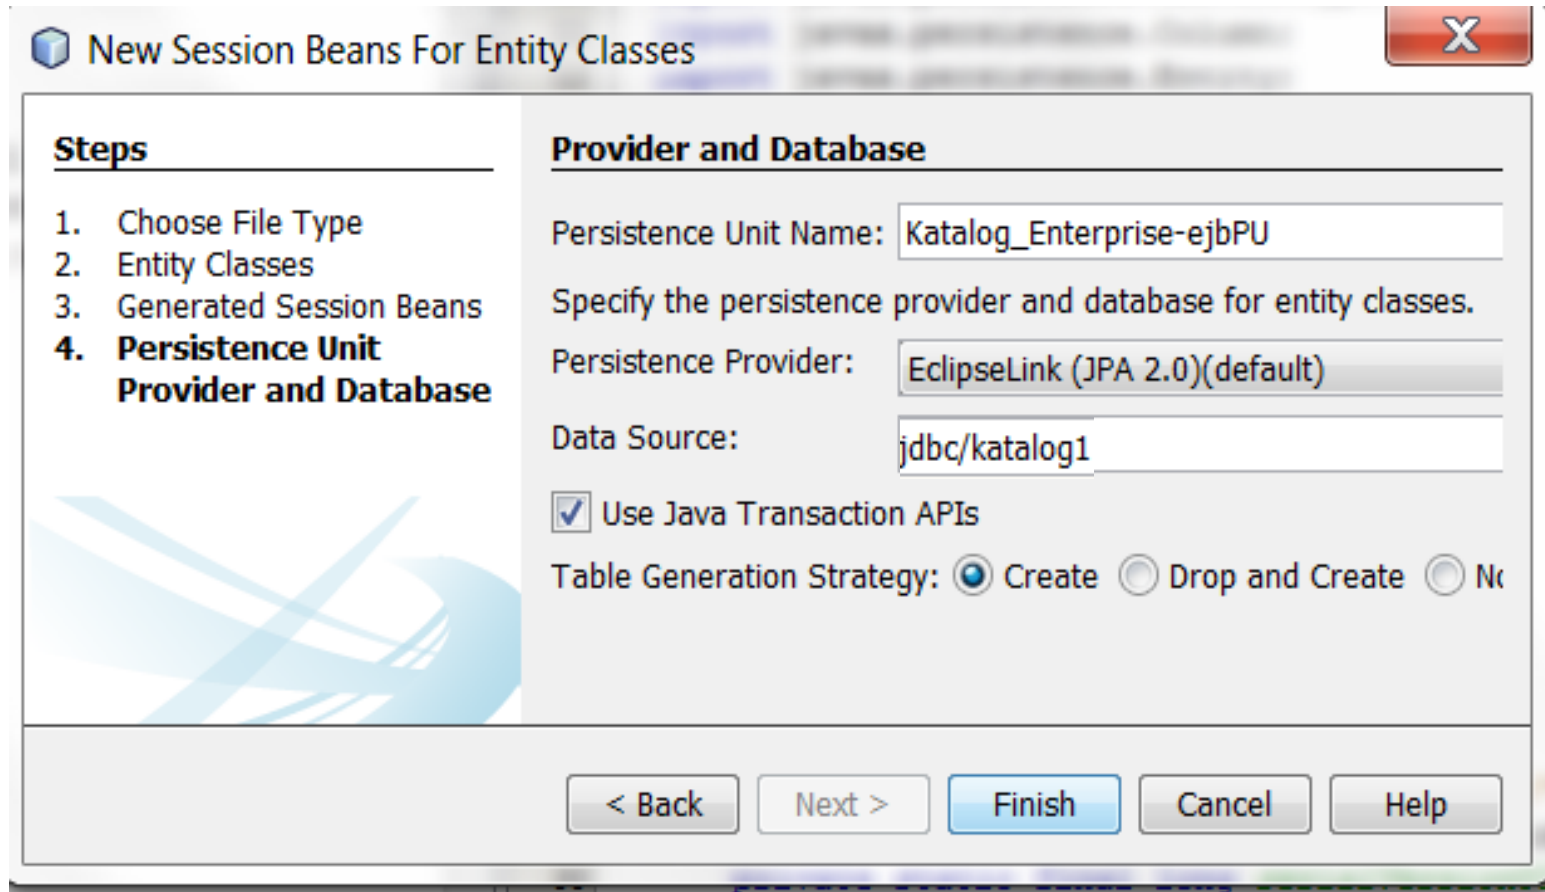 New Session Beans For Entity Classes
X
Steps
1. Choose File Type
2. Entity Classes
3. Generated Session Beans
4. Persistence Unit
Provider and Database
Provider and Database
Persistence Unit Name: Katalog_Enterprise-ejbPU
Specify the persistence provider and database for entity classes.
Persistence Provider: EclipseLink (JPA 2.0)(default)
Data Source: jdbc/katalog1
Use Java Transaction APIs
Table Generation Strategy: Create Drop and Create
< Back Next > Finish Cancel Help